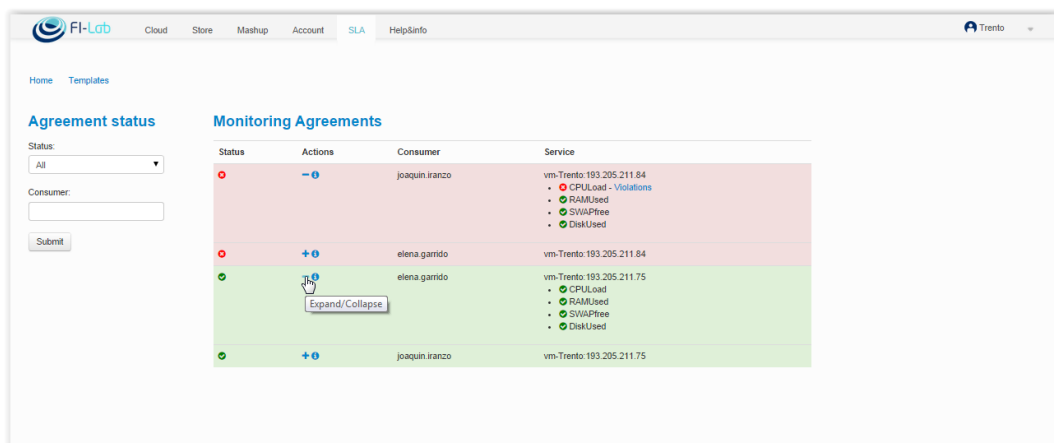 FI-Lab Cloud Store Mashup Account SLA Help&info Trento
Home Templates
Agreement status
Status:
All
Consumer:
Submit
Monitoring Agreements
Status Actions Consumer Service
joaquin.iranzo vm-Trento:193.205.211.84
CPULoad - Violations
RAMUsed
SWAPfree
DiskUsed
elena.garrido vm-Trento:193.205.211.84
elena.garrido vm-Trento:193.205.211.75
CPULoad
RAMUsed
SWAPfree
DiskUsed
Expand/Collapse
joaquin.iranzo vm-Trento:193.205.211.75